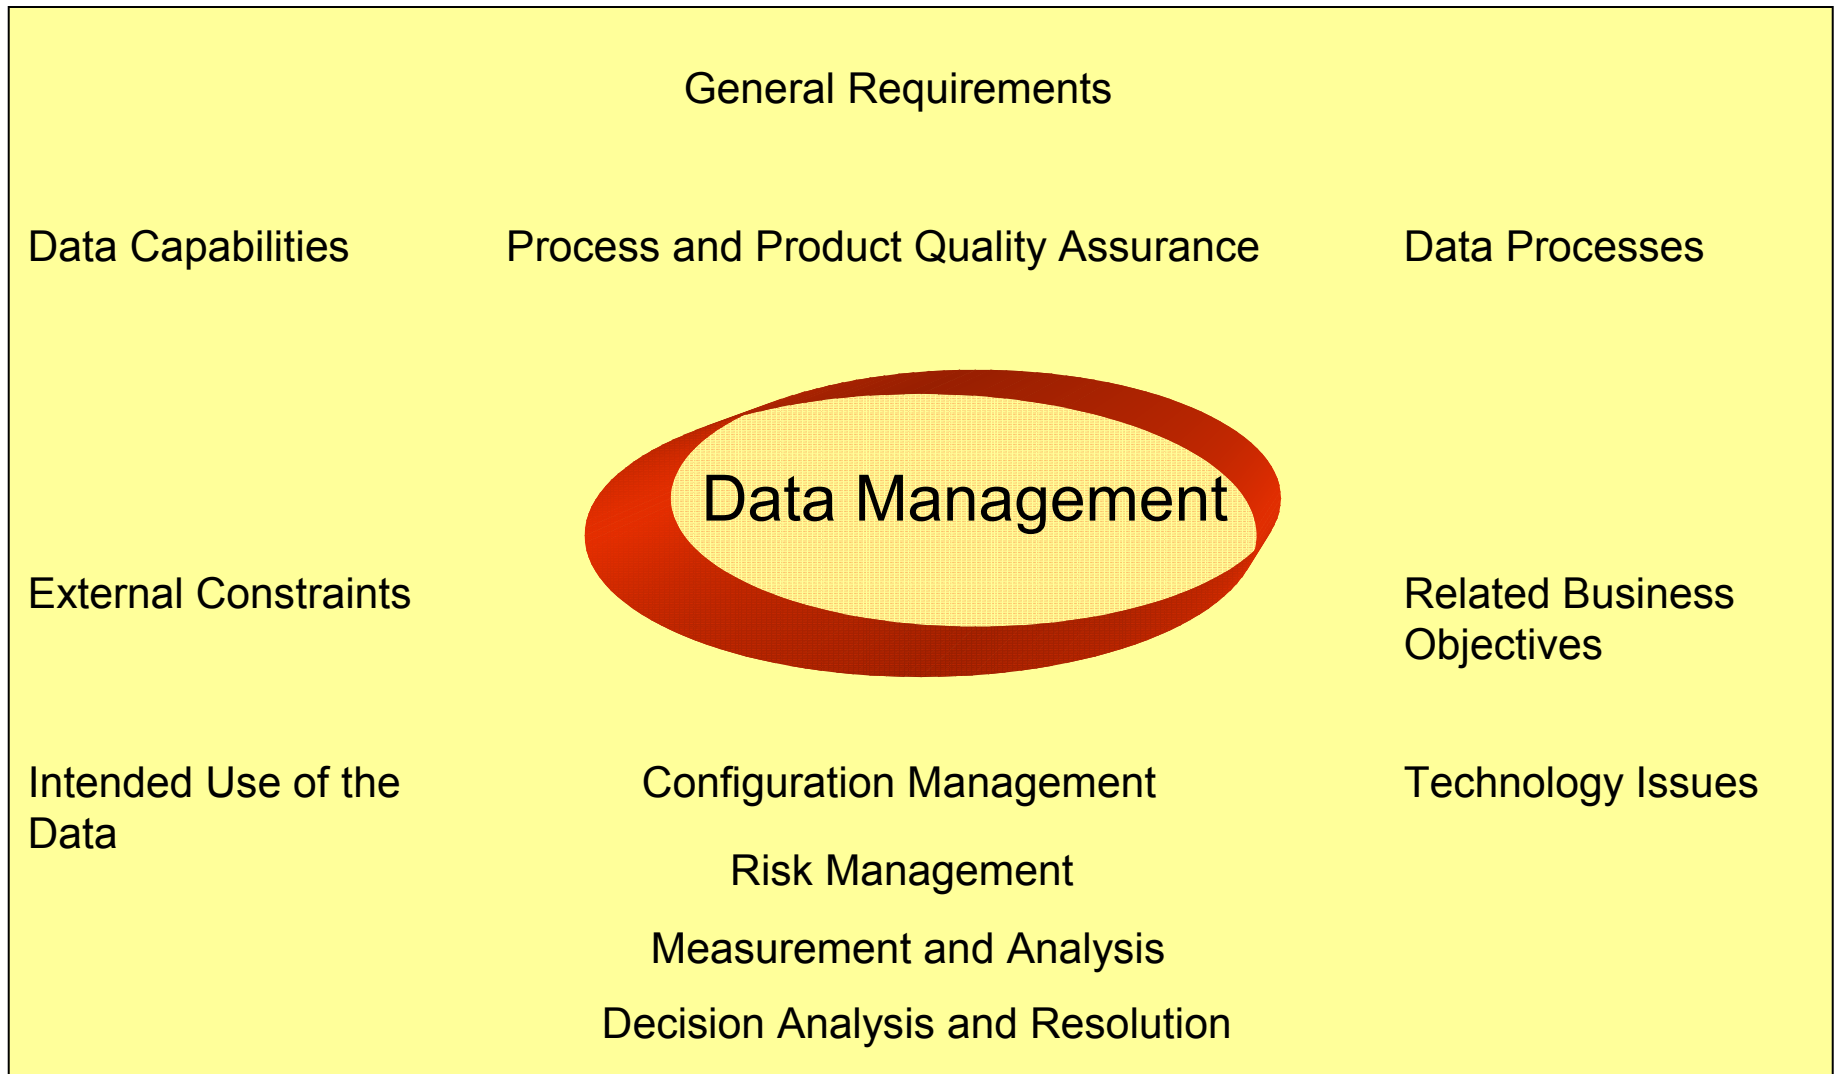 General Requirements
Data Capabilities
Process and Product Quality Assurance
Data Processes
Data Management
External Constraints
Related Business
Objectives
Intended Use of the
Data
Configuration Management
Technology Issues
Risk Management
Measurement and Analysis
Decision Analysis and Resolution